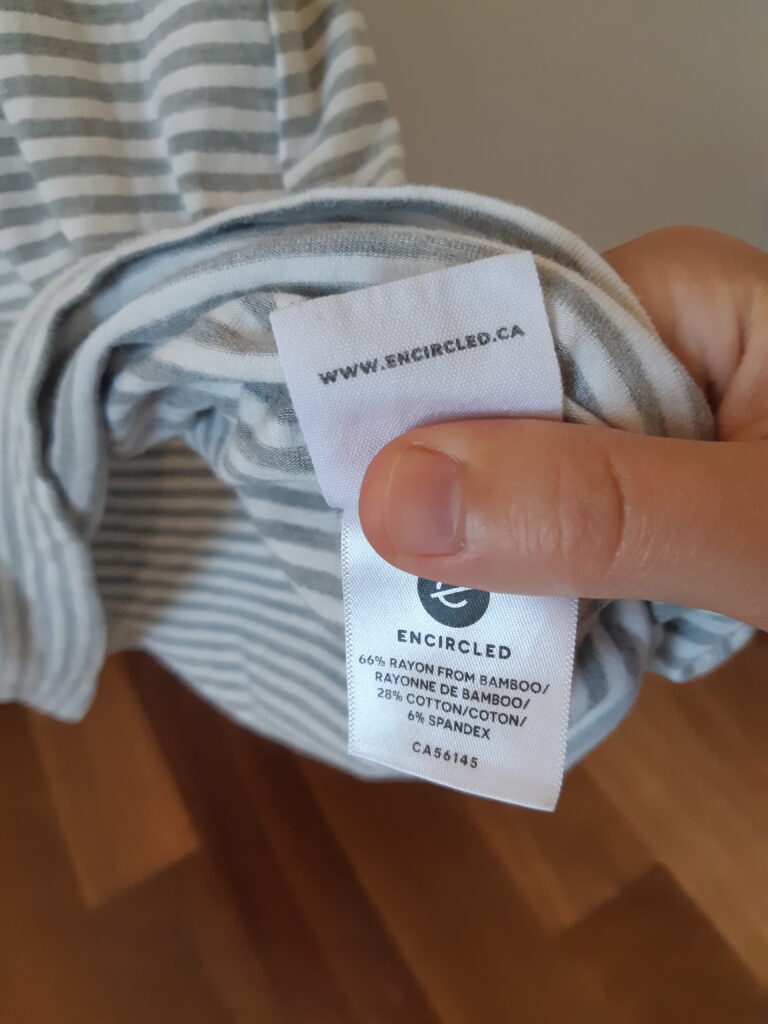 WWW.ENCIRCLED.CA
ENCIRCLED
66% RAYON FROM BAMBOO/
RAYONNE DE BAMBOO/
28% COTTON/COTON/
6% SPANDEX
CA56145